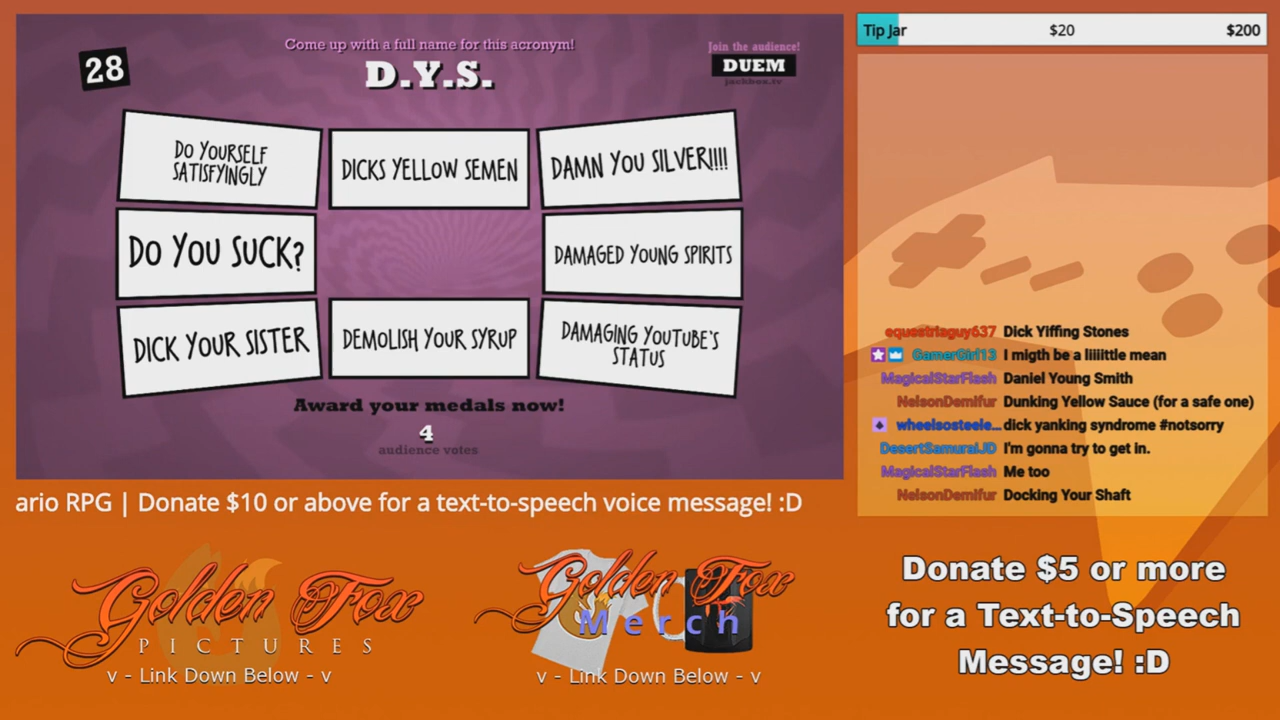 28
Come up with a full name for this acronym!
D.Y.S.
Join the audience!
DUEM
jackbox.tv
DO YOURSELF
SATISFYINGLY
DICKS YELLOW SEMEN
DAMN YOU SILVER!!!!
DO YOU SUCK?
DAMAGED YOUNG SPIRITS
DICK YOUR SISTER
DEMOLISH YOUR SYRUP
DAMAGING YOUTUBE'S
STATUS
Award your medals now!
4
audience votes
ario RPG | Donate $10 or above for a text-to-speech voice message! :D
Tip Jar $20 $200
equestriaguy637 Dick Yiffing Stones
GamerGirl13 I migth be a liiiittle mean
MagicalStarFlash Daniel Young Smith
NelsonDemifur Dunking Yellow Sauce (for a safe one)
wheelsosteele... dick yanking syndrome #notsorry
DesertSamuraiJD I'm gonna try to get in.
MagicalStarFlash Me too
NelsonDemifur Docking Your Shaft
Golden Fox
PICTURES
v - Link Down Below - v
Golden Fox
Merch
v - Link Down Below - v
Donate $5 or more
for a Text-to-Speech
Message! :D